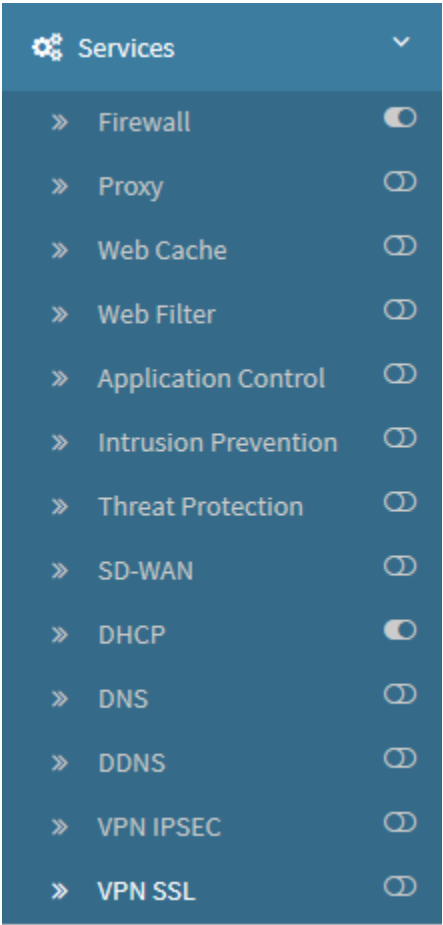 Services
Firewall
Proxy
Web Cache
Web Filter
Application Control
Intrusion Prevention
Threat Protection
SD-WAN
DHCP
DNS
DDNS
VPN IPSEC
VPN SSL